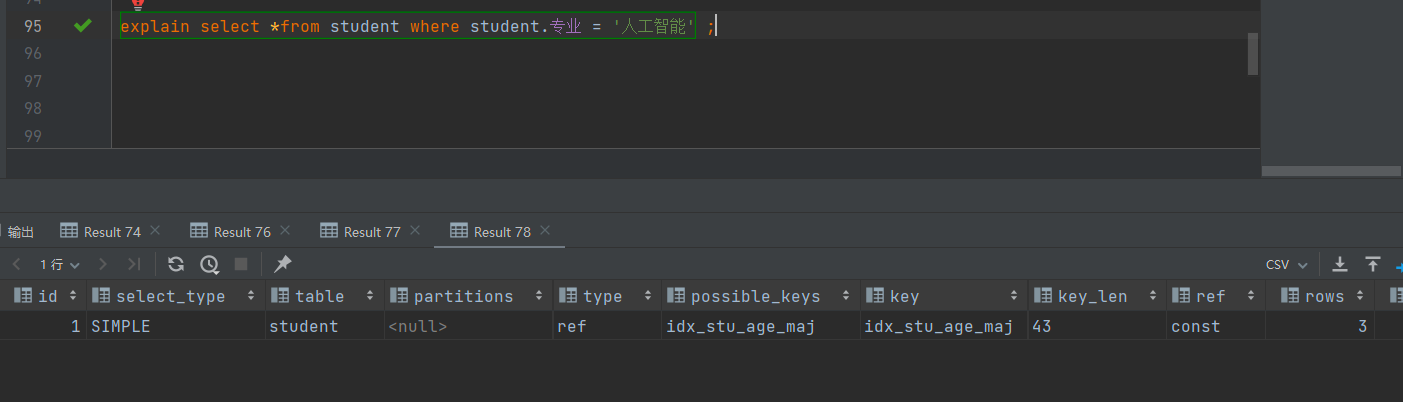 95 explain select *from student where student.专业 = '人工智能' ;
96
97
98
99
输出 Result 74 Result 76 Result 77 Result 78
1 行 CSV
id select_type table partitions type possible_keys key key_len ref rows
1 SIMPLE student <null> ref idx_stu_age_maj idx_stu_age_maj 43 const 3